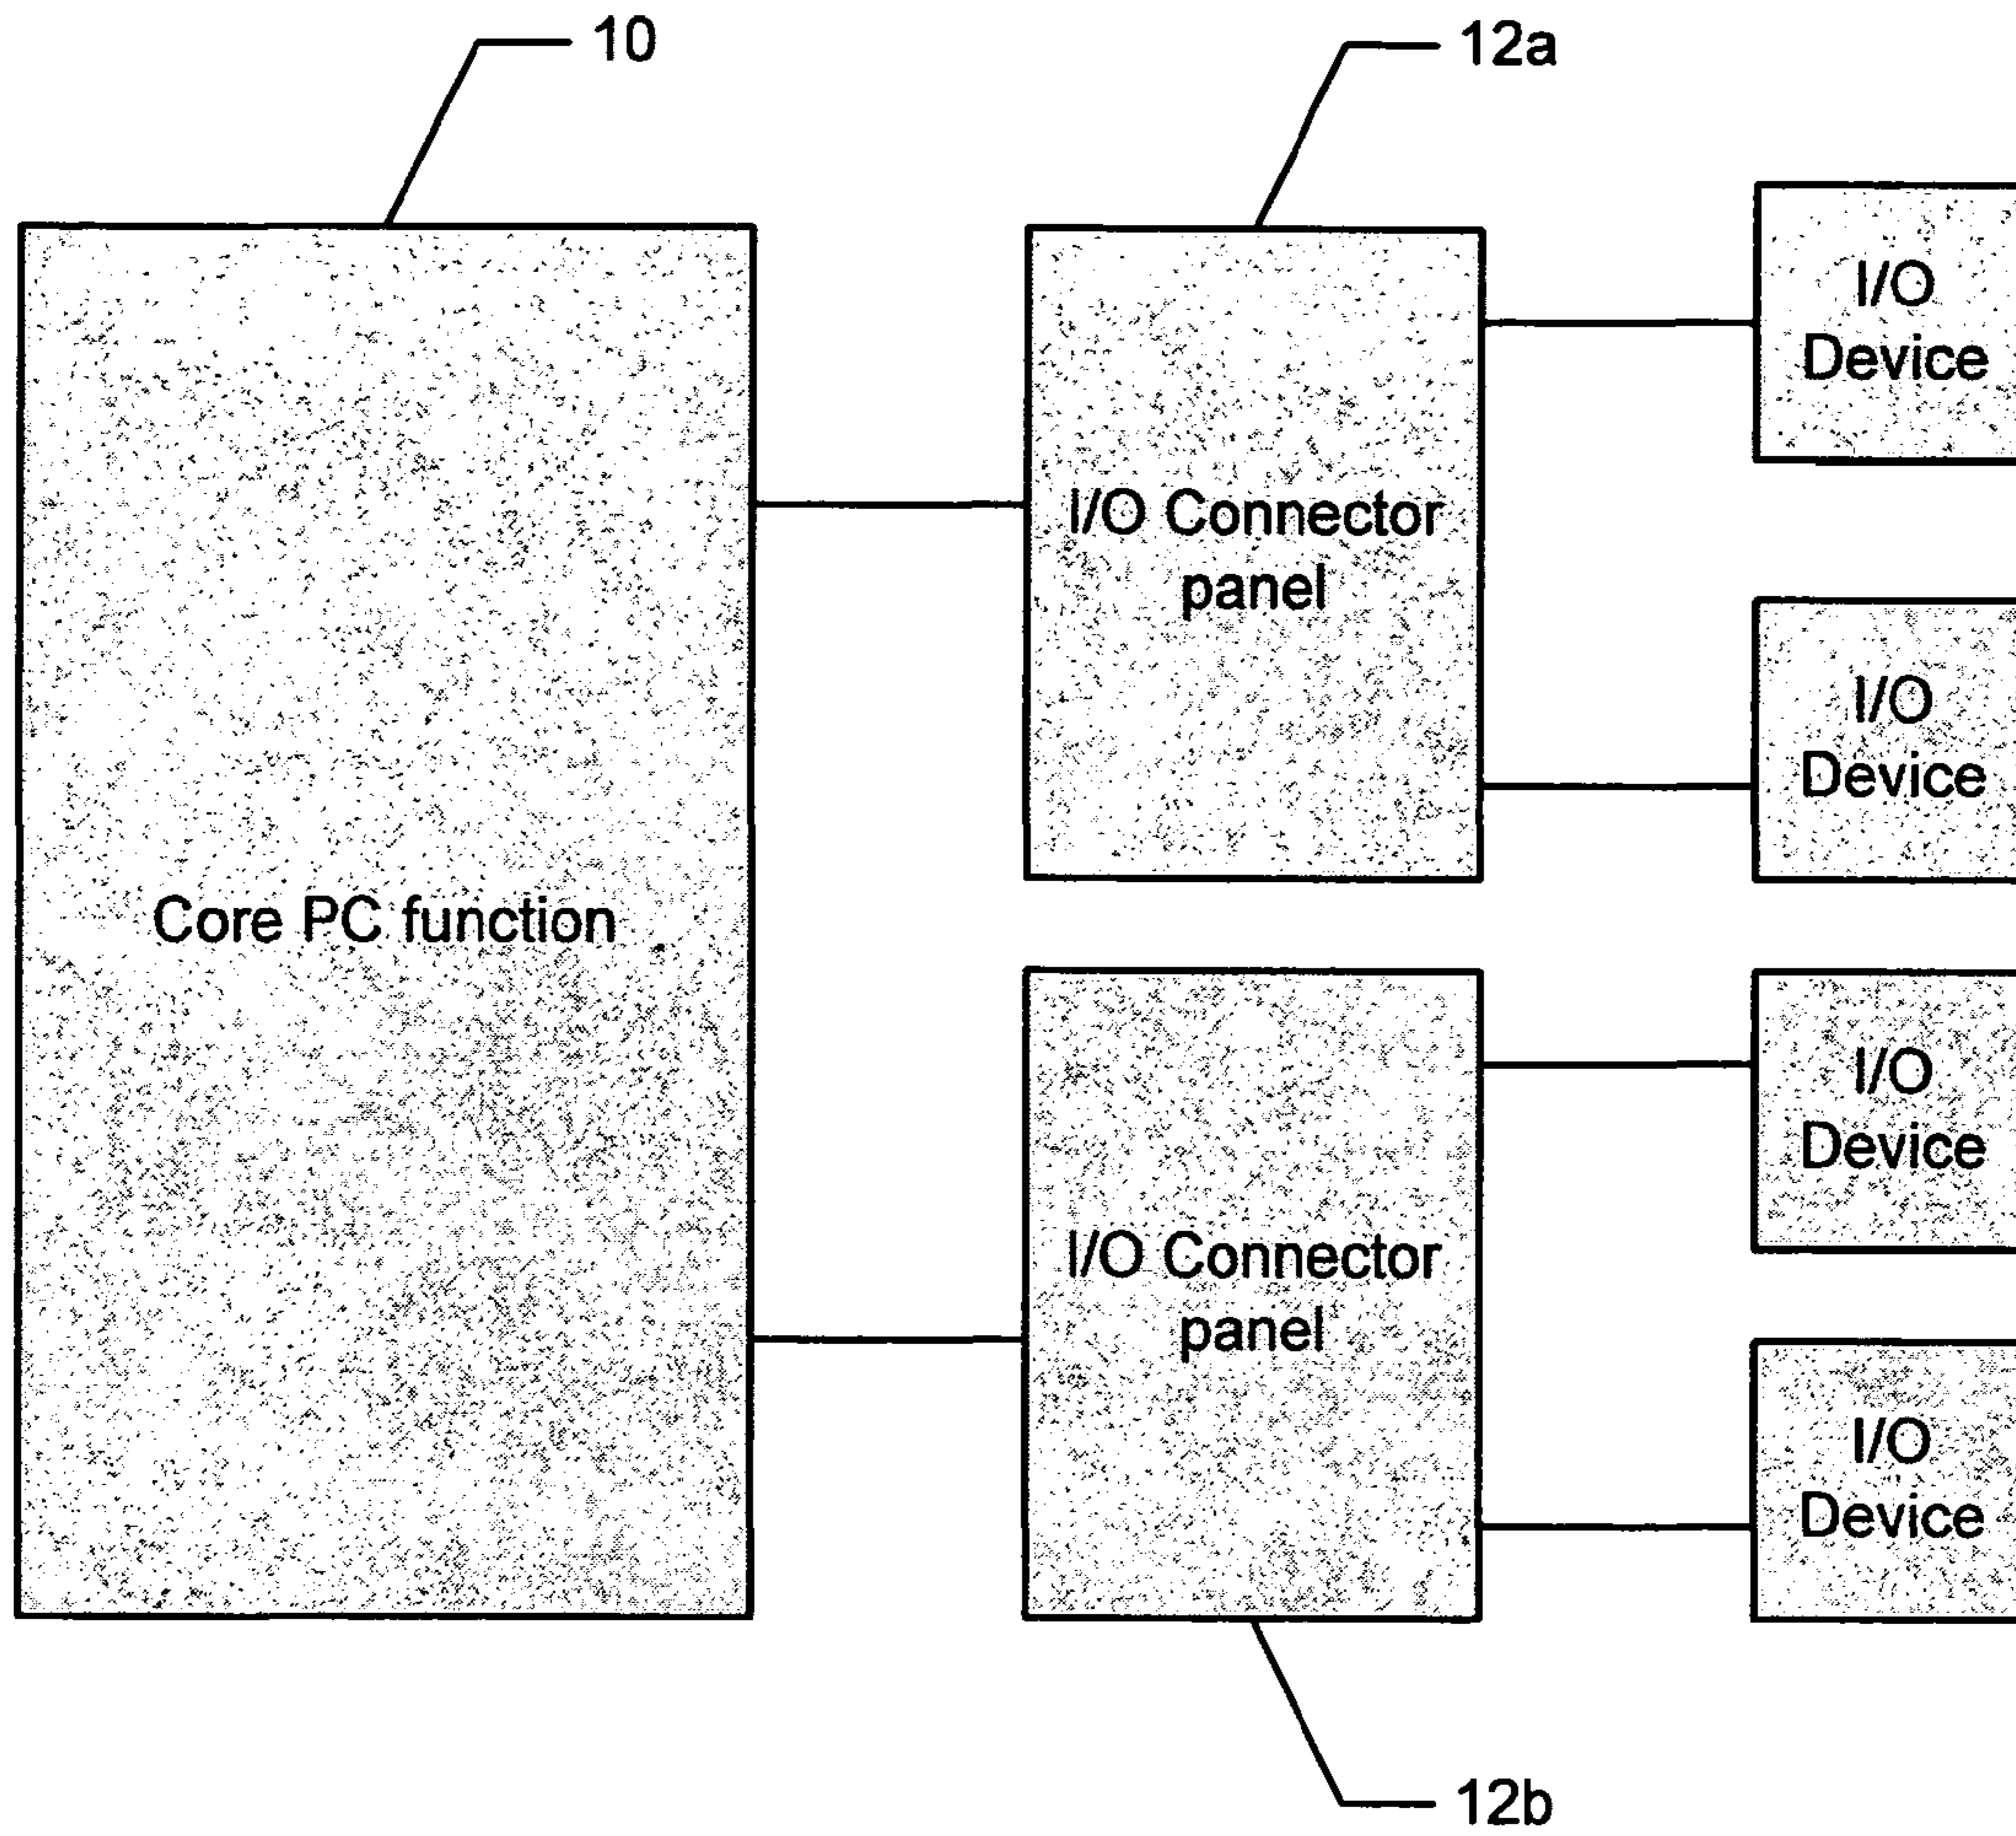 10
12a
I/O
Device
I/O Connector
panel
I/O
Device
Core PC function
I/O
Device
I/O Connector
panel
I/O
Device
12b